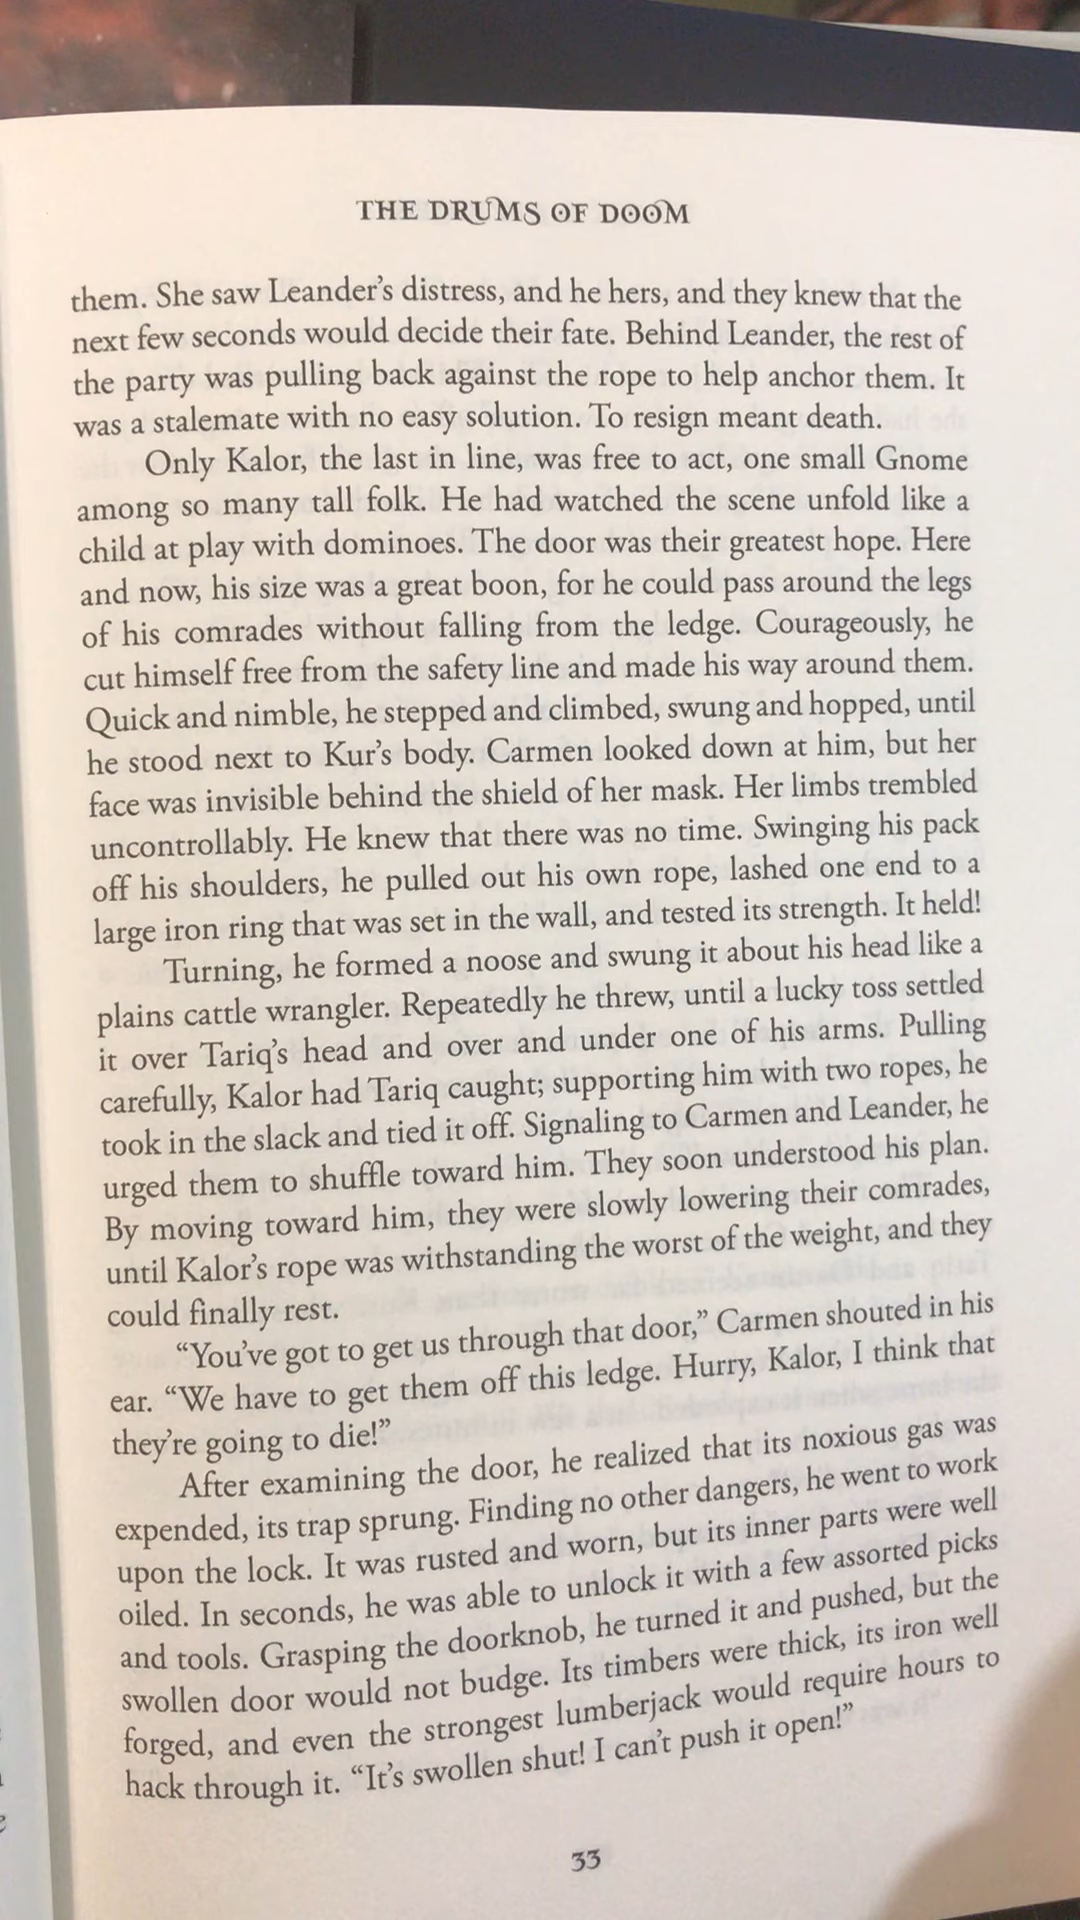 THE DRUMS OF DOOM
them. She saw Leander's distress, and he hers, and they knew that the
next few seconds would decide their fate. Behind Leander, the rest of
the party was pulling back against the rope to help anchor them. It
was a stalemate with no easy solution. To resign meant death.
Only Kalor, the last in line, was free to act, one small Gnome
among so many tall folk. He had watched the scene unfold like a
child at play with dominoes. The door was their greatest hope. Here
and now, his size was a great boon, for he could pass around the legs
of his comrades without falling from the ledge. Courageously, he
cut himself free from the safety line and made his way around them.
Quick and nimble, he stepped and climbed, swung and hopped, until
he stood next to Kur's body. Carmen looked down at him, but her
face was invisible behind the shield of her mask. Her limbs trembled
uncontrollably. He knew that there was no time. Swinging his pack
off his shoulders, he pulled out his own rope, lashed one end to a
large iron ring that was set in the wall, and tested its strength. It held!
Turning, he formed a noose and swung it about his head like a
plains cattle wrangler. Repeatedly he threw, until a lucky toss settled
it over Tariq's head and over and under one of his arms. Pulling
carefully, Kalor had Tariq caught; supporting him with two ropes, he
took in the slack and tied it off. Signaling to Carmen and Leander, he
urged them to shuffle toward him. They soon understood his plan.
By moving toward him, they were slowly lowering their comrades,
until Kalor's rope was withstanding the worst of the weight, and they
could finally rest.
“You've got to get us through that door,” Carmen shouted in his
ear. “We have to get them off this ledge. Hurry, Kalor, I think that
they're going to die!”
After examining the door, he realized that its noxious gas was
expended, its trap sprung. Finding no other dangers, he went to work
upon the lock. It was rusted and worn, but its inner parts were well
oiled. In seconds, he was able to unlock it with a few assorted picks
and tools. Grasping the doorknob, he turned it and pushed, but the
swollen door would not budge. Its timbers were thick, its iron well
forged, and even the strongest lumberjack would require hours to
hack through it. “It's swollen shut! I can't push it open!”
33